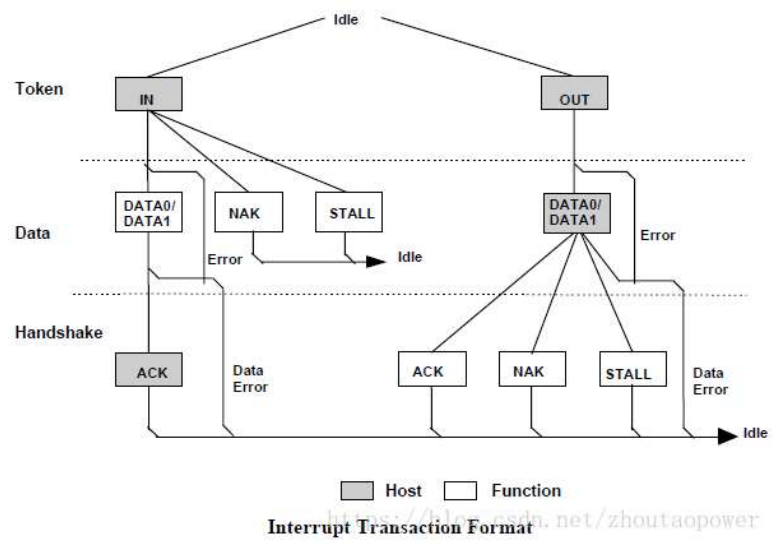 Idle
Token
IN
OUT
DATA0/
DATA1
NAK
STALL
DATA0/
DATA1
Data
Error
Idle
Error
Handshake
ACK
Data
Error
ACK
NAK
STALL
Data
Error
Idle
Host
Function
https://blog.csdn.net/zhoutaopower
Interrupt Transaction Format